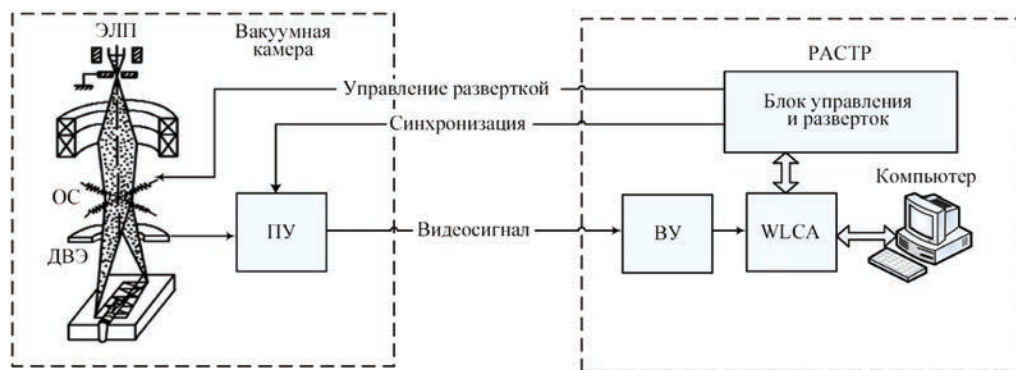 ЭЛП
Вакуумная
камера
РАСТР
Управление разверткой
Блок управления
и разверток
Синхронизация
Компьютер
ОС
ПУ
Видеосигнал
ВУ
WLCA
ДВЭ